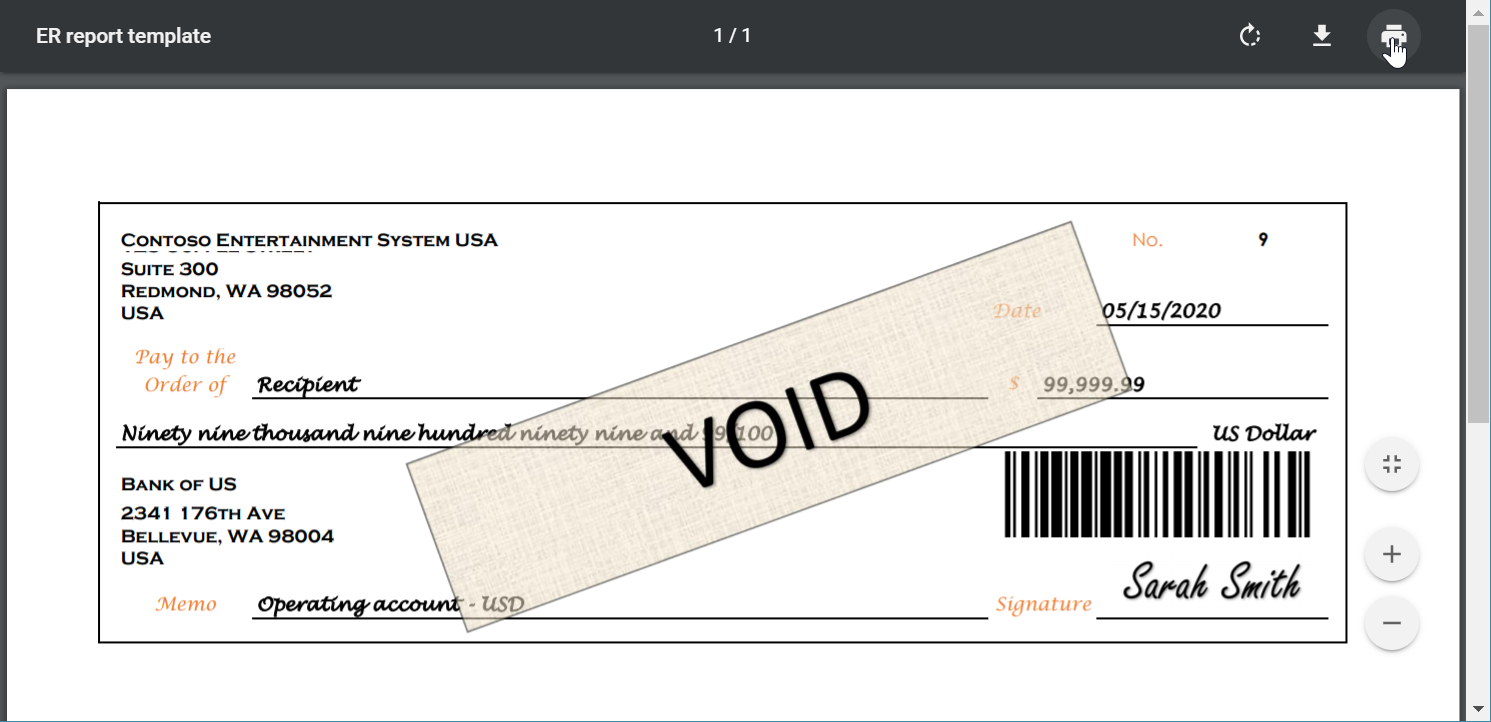 ER report template
1 / 1
Contoso Entertainment System USA
Suite 300
Redmond, WA 98052
USA
No. 9
Date 05/15/2020
Pay to the
Order of Recipient $ 99,999.99
Ninety nine thousand nine hundred ninety nine and 99/100 US Dollar
VOID
Bank of US
2341 176th Ave
Bellevue, WA 98004
USA
Memo Operating account - USD
Signature Sarah Smith